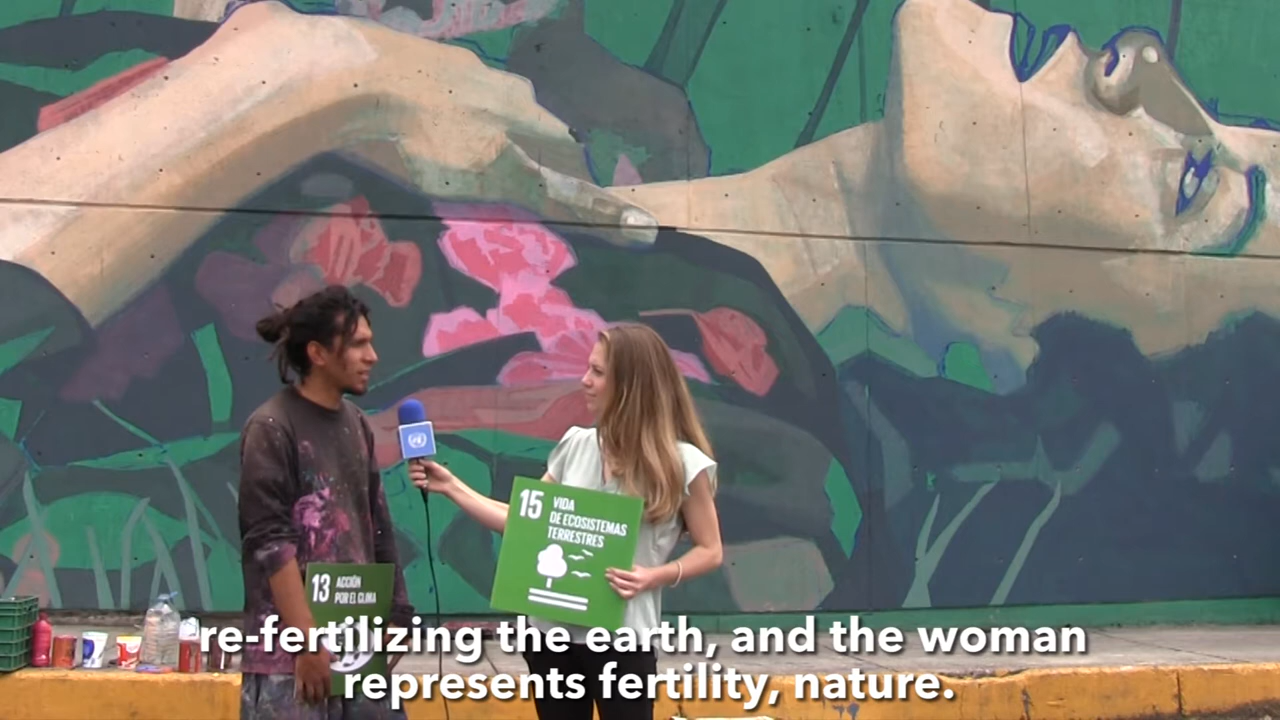 15 VIDA
DE ECOSISTEMAS
TERRESTRES
13 ACCIÓN
POR EL CLIMA
re-fertilizing the earth, and the woman
represents fertility, nature.